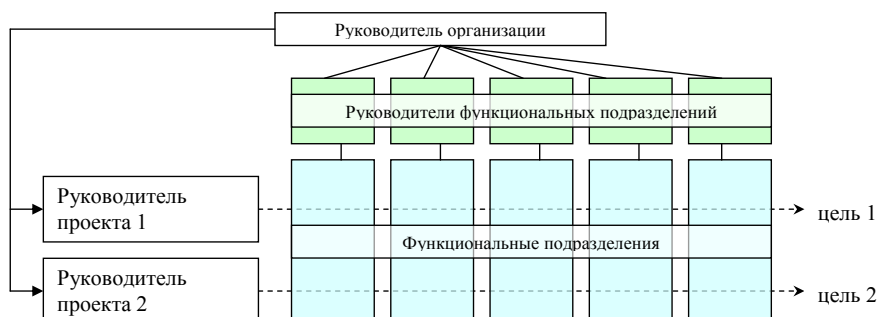 Руководитель организации
Руководители функциональных подразделений
Руководитель
проекта 1
цель 1
Функциональные подразделения
Руководитель
проекта 2
цель 2